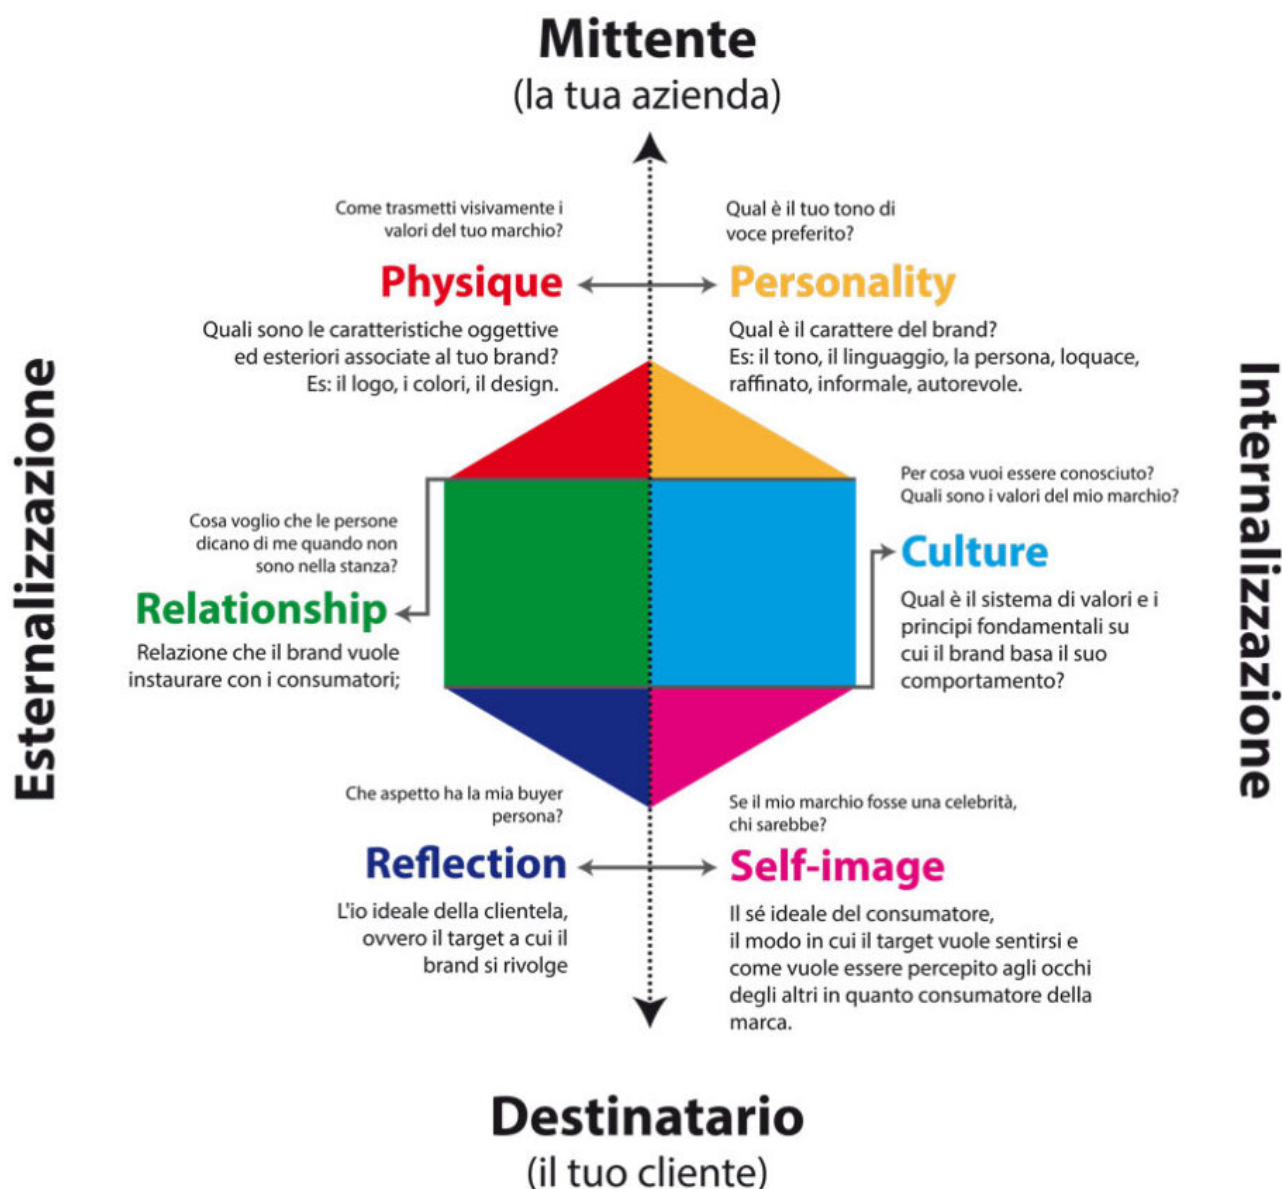 Mittente
(la tua azienda)
Come trasmetti visivamente i
valori del tuo marchio?
Physique
Quali sono le caratteristiche oggettive
ed esteriori associate al tuo brand?
Es: il logo, i colori, il design.
Qual è il tuo tono di
voce preferito?
Personality
Qual è il carattere del brand?
Es: il tono, il linguaggio, la persona, loquace,
raffinato, informale, autorevole.
Esternalizzazione
Internalizzazione
Cosa voglio che le persone
dicano di me quando non
sono nella stanza?
Relationship
Relazione che il brand vuole
instaurare con i consumatori;
Per cosa vuoi essere conosciuto?
Quali sono i valori del mio marchio?
Culture
Qual è il sistema di valori e i
principi fondamentali su
cui il brand basa il suo
comportamento?
Che aspetto ha la mia buyer
persona?
Reflection
L'io ideale della clientela,
ovvero il target a cui il
brand si rivolge
Se il mio marchio fosse una celebrità,
chi sarebbe?
Self-image
Il sé ideale del consumatore,
il modo in cui il target vuole sentirsi e
come vuole essere percepito agli occhi
degli altri in quanto consumatore della
marca.
Destinatario
(il tuo cliente)